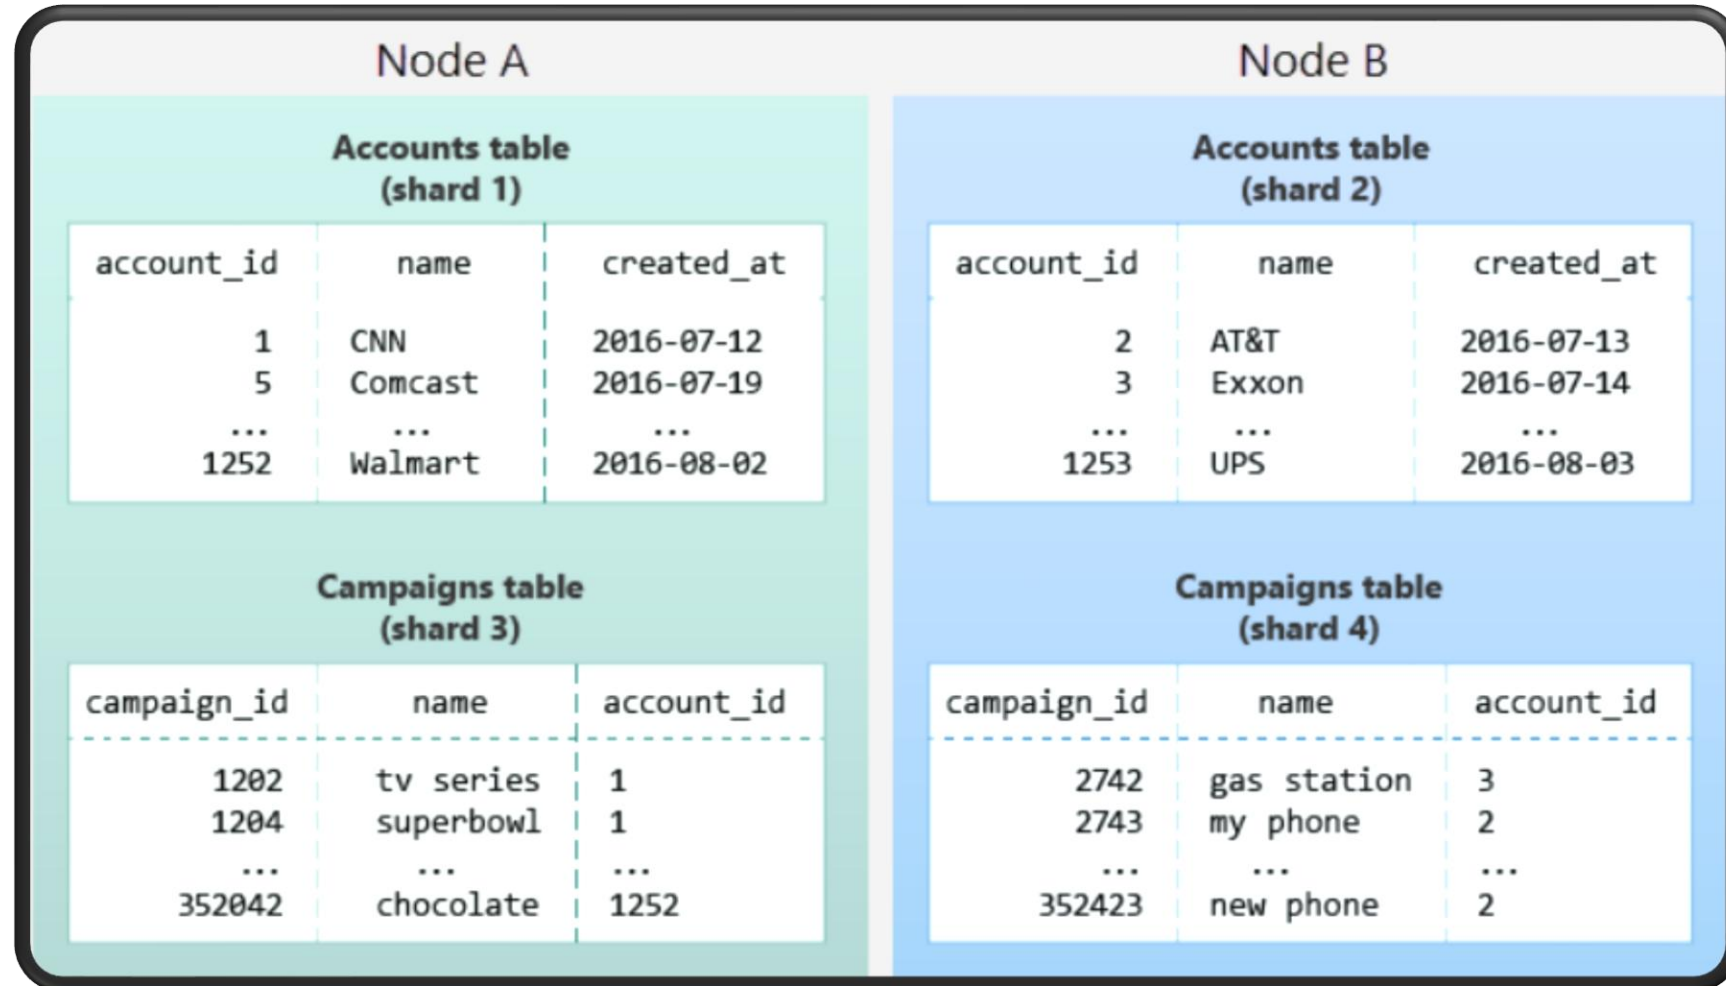 Node A
Accounts table
(shard 1)
account_id name created_at
1 CNN 2016-07-12
5 Comcast 2016-07-19
... ... ...
1252 Walmart 2016-08-02
Campaigns table
(shard 3)
campaign_id name account_id
1202 tv series 1
1204 superbowl 1
... ... ...
352042 chocolate 1252
Node B
Accounts table
(shard 2)
account_id name created_at
2 AT&T 2016-07-13
3 Exxon 2016-07-14
... ... ...
1253 UPS 2016-08-03
Campaigns table
(shard 4)
campaign_id name account_id
2742 gas station 3
2743 my phone 2
... ... ...
352423 new phone 2